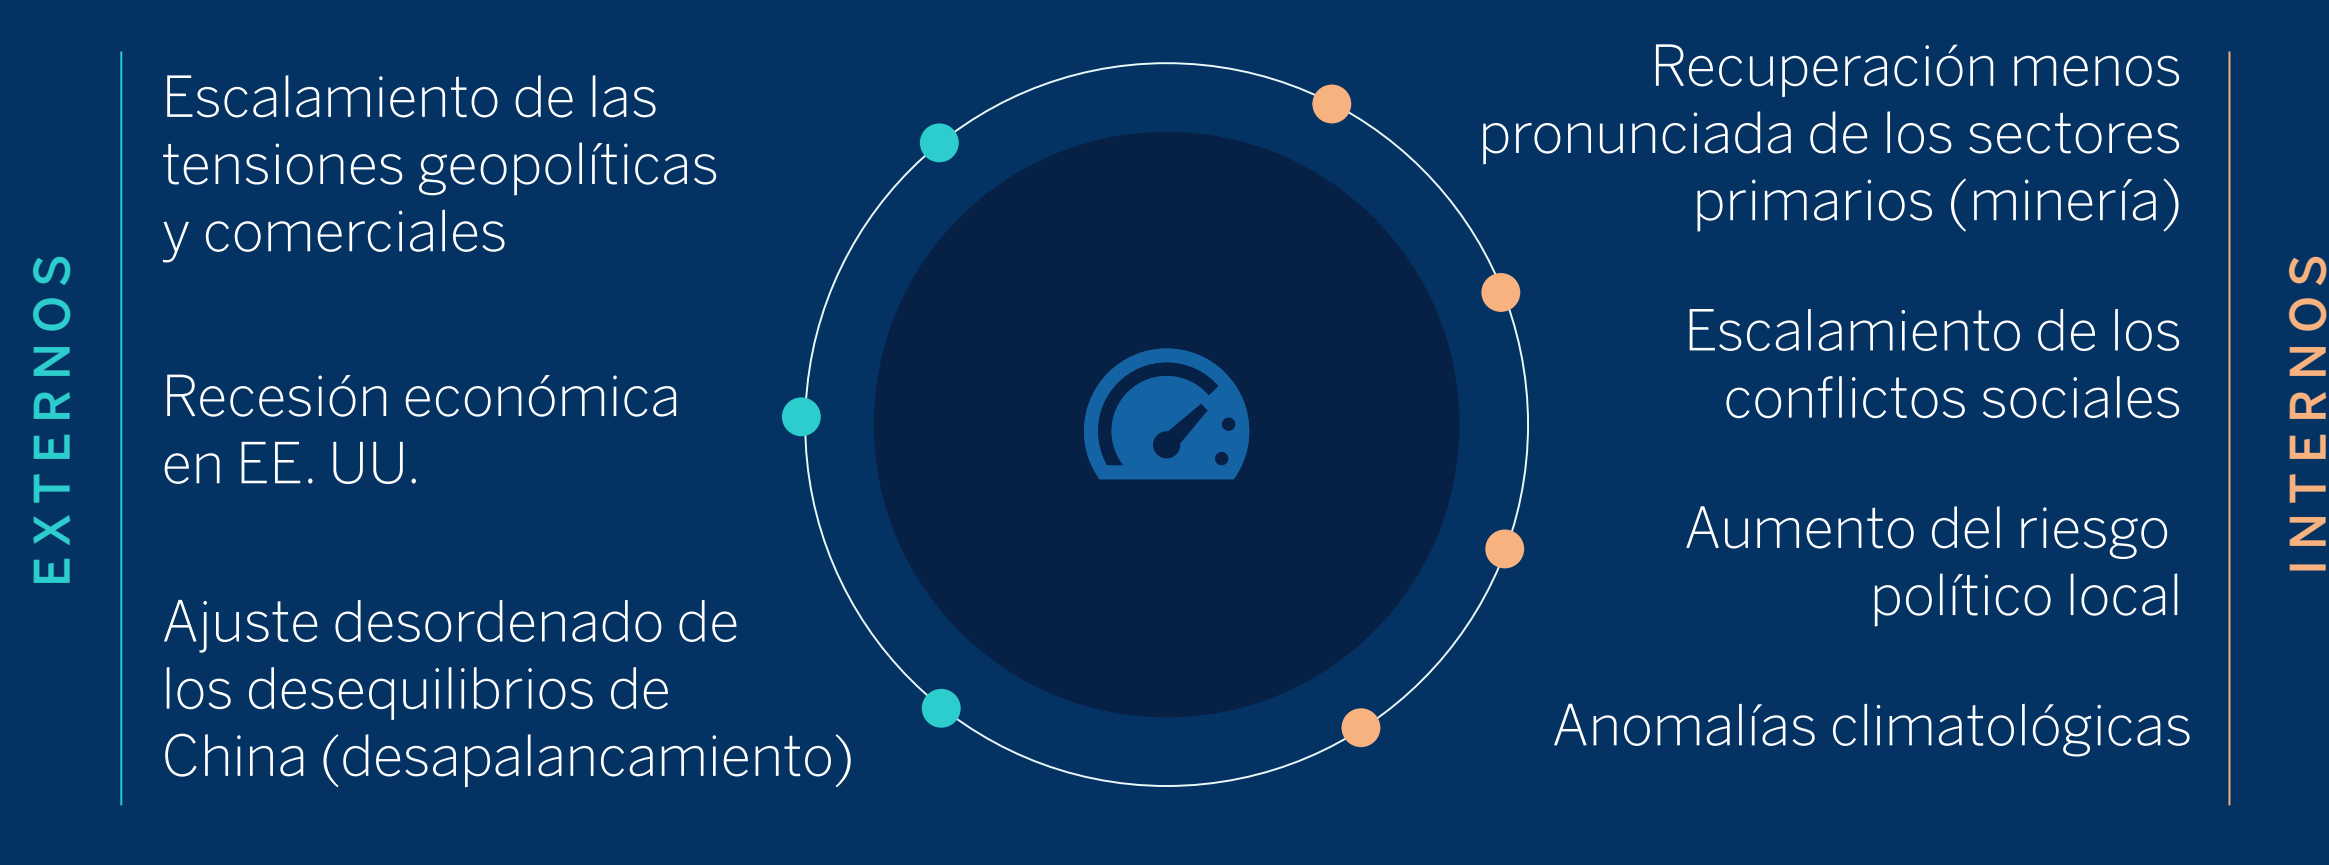 EXTERNOS
Escalamiento de las
tensiones geopolíticas
y comerciales
Recesión económica
en EE. UU.
Ajuste desordenado de
los desequilibrios de
China (desapalancamiento)
Recuperación menos
pronunciada de los sectores
primarios (minería)
Escalamiento de los
conflictos sociales
Aumento del riesgo
político local
Anomalías climatológicas
INTERNOS